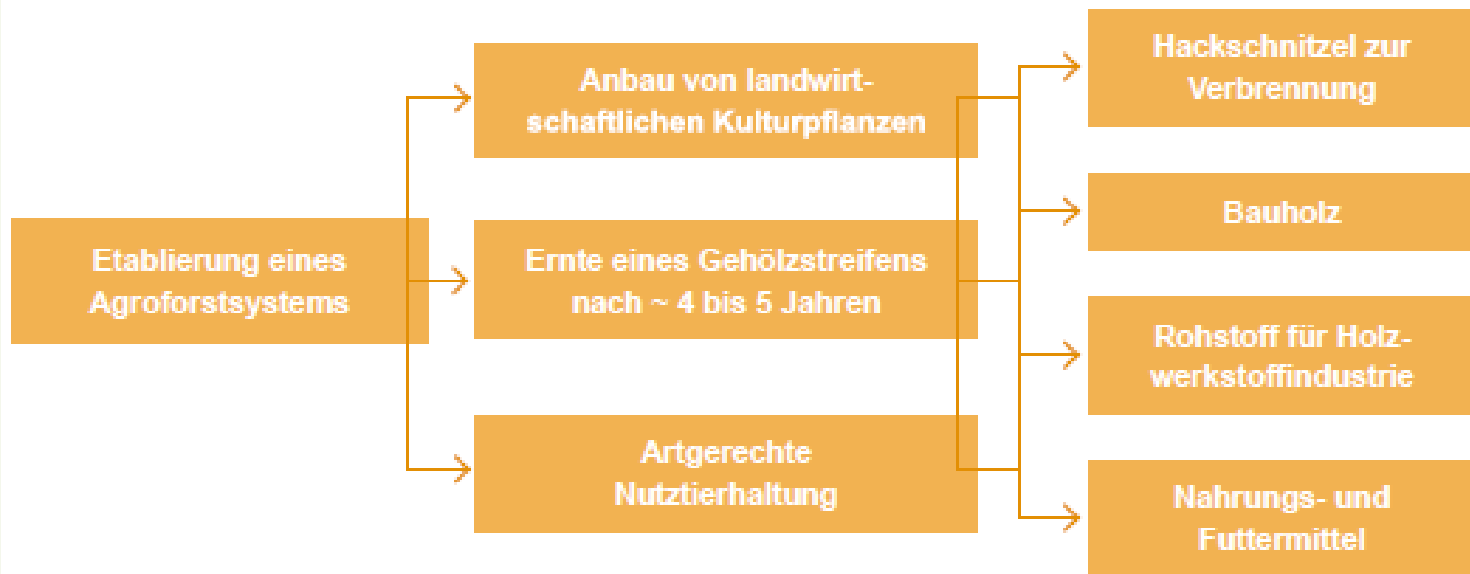 Etablierung eines
Agroforstsystems
Anbau von landwirt-
schaftlichen Kulturpflanzen
Ernte eines Gehölzstreifens
nach ~ 4 bis 5 Jahren
Artgerechte
Nutztierhaltung
Hackschnitzel zur
Verbrennung
Bauholz
Rohstoff für Holz-
werkstoffindustrie
Nahrungs- und
Futtermittel